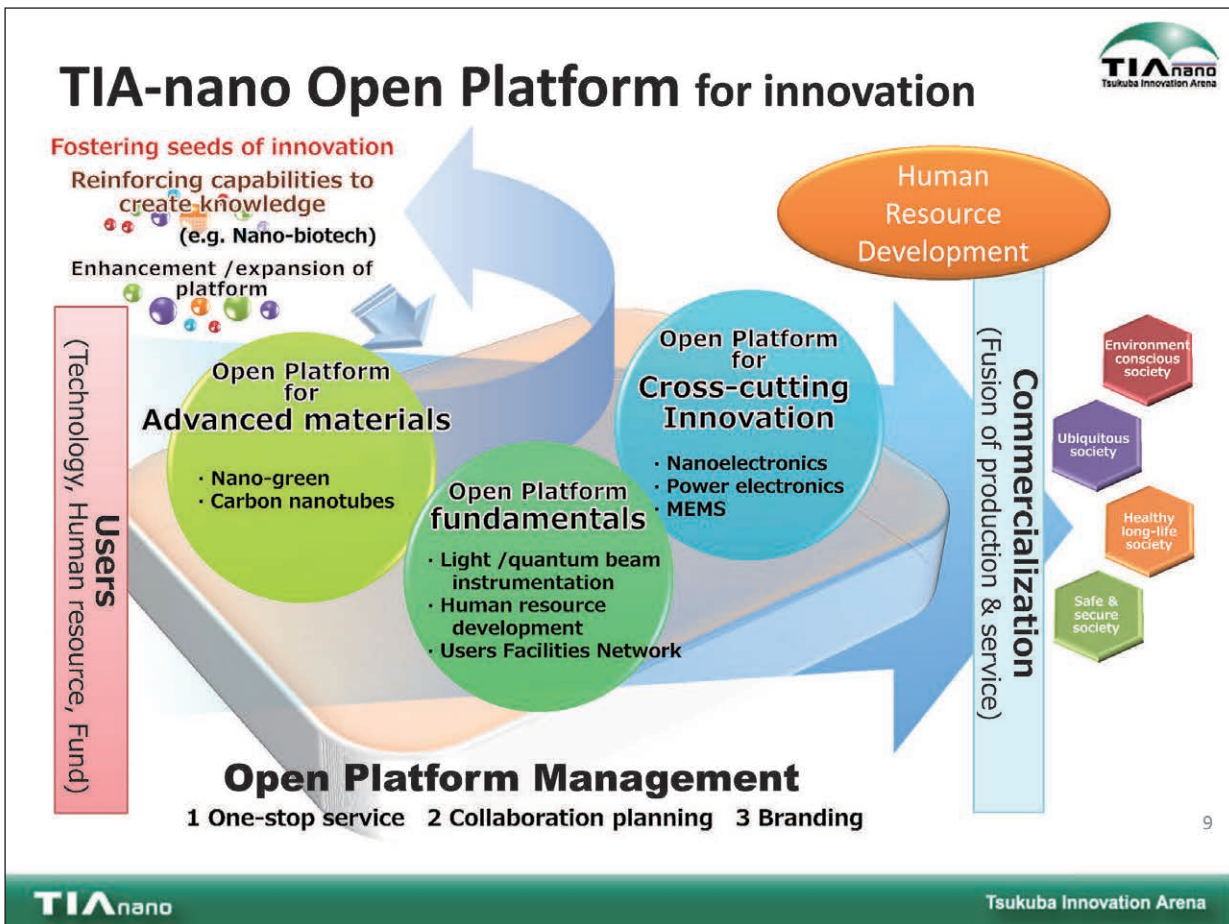 TIA-nano Open Platform for innovation
TIA nano
Tsukuba Innovation Arena
Fostering seeds of innovation
Reinforcing capabilities to
create knowledge
(e.g. Nano-biotech)
Enhancement /expansion of
platform
Human
Resource
Development
Users
(Technology, Human resource, Fund)
Open Platform
for
Advanced materials
· Nano-green
· Carbon nanotubes
Open Platform
fundamentals
· Light /quantum beam
instrumentation
· Human resource
development
· Users Facilities Network
Open Platform
for
Cross-cutting
Innovation
· Nanoelectronics
· Power electronics
· MEMS
Commercialization
(Fusion of production & service)
Environment
conscious
society
Ubiquitous
society
Healthy
long-life
society
Safe &
secure
society
Open Platform Management
1 One-stop service 2 Collaboration planning 3 Branding
9
TIA nano
Tsukuba Innovation Arena